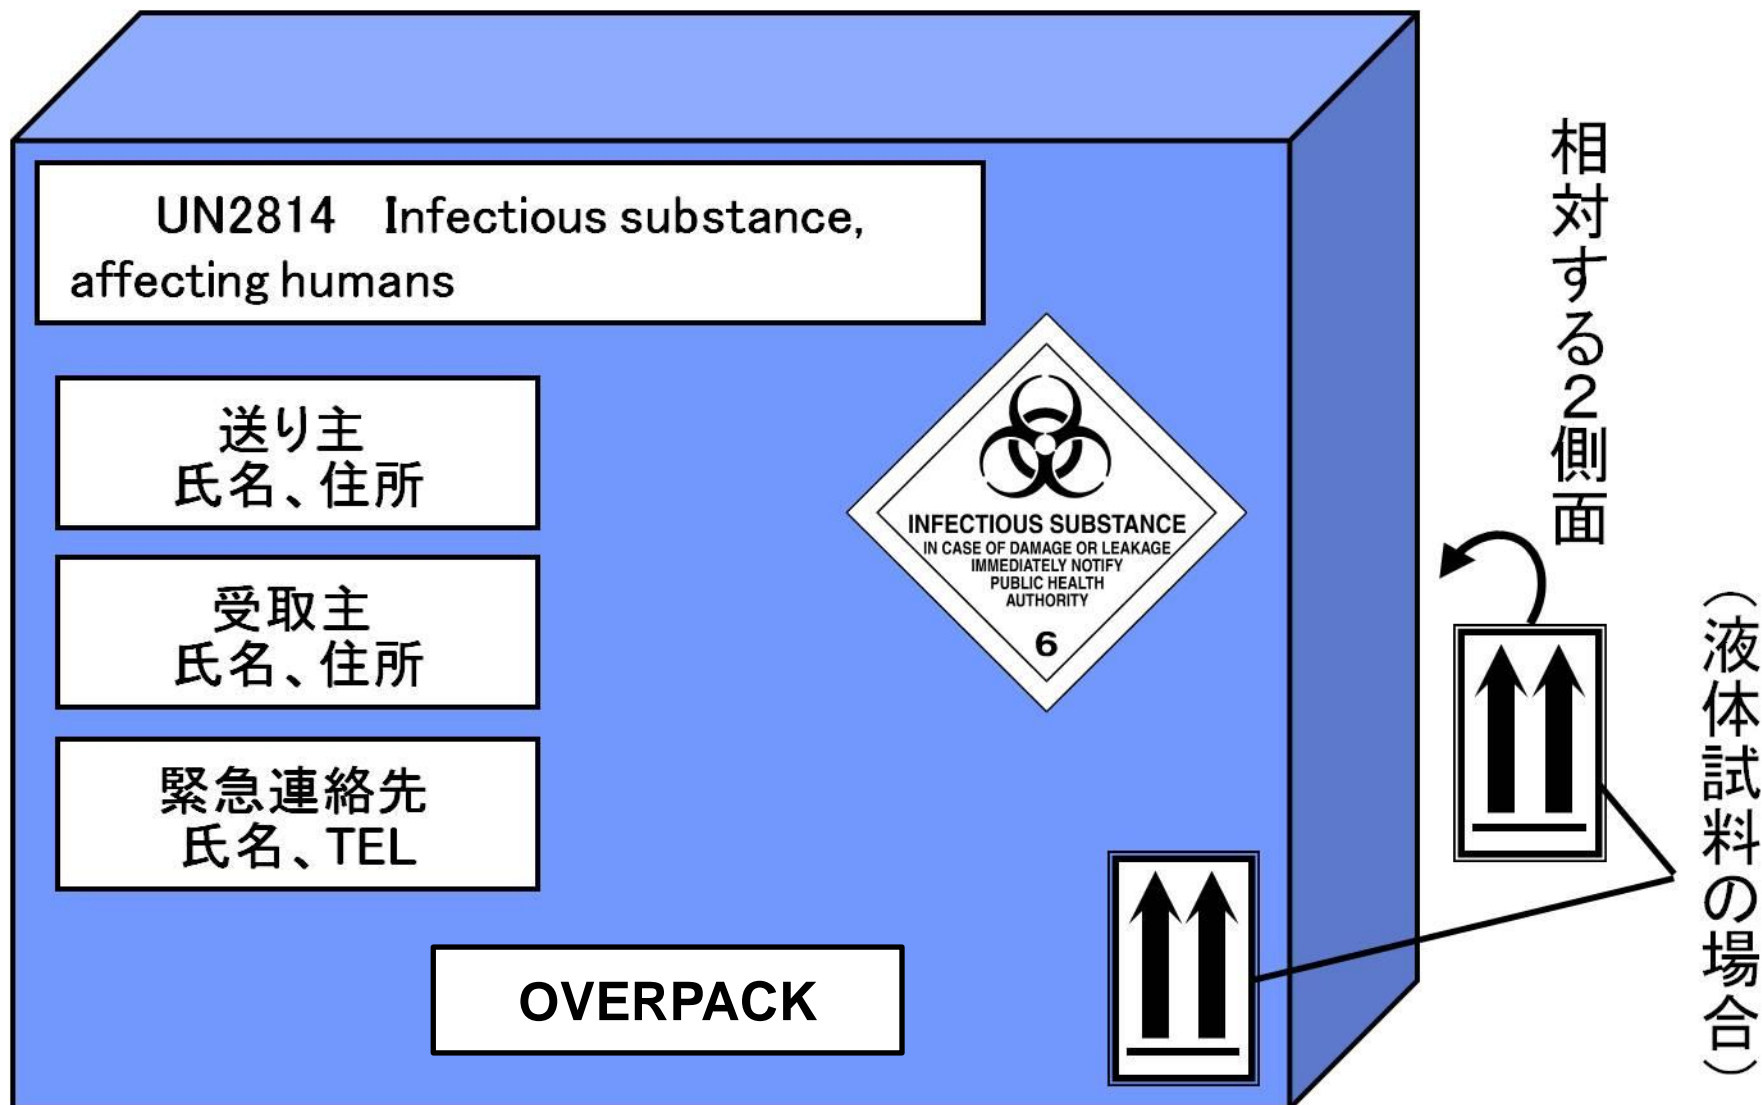 UN2814　Infectious substance,
affecting humans
送り主
氏名、住所
受取主
氏名、住所
緊急連絡先
氏名、TEL
INFECTIOUS SUBSTANCE
IN CASE OF DAMAGE OR LEAKAGE
IMMEDIATELY NOTIFY
PUBLIC HEALTH
AUTHORITY
6
OVERPACK
相対する2側面
（液体試料の場合）